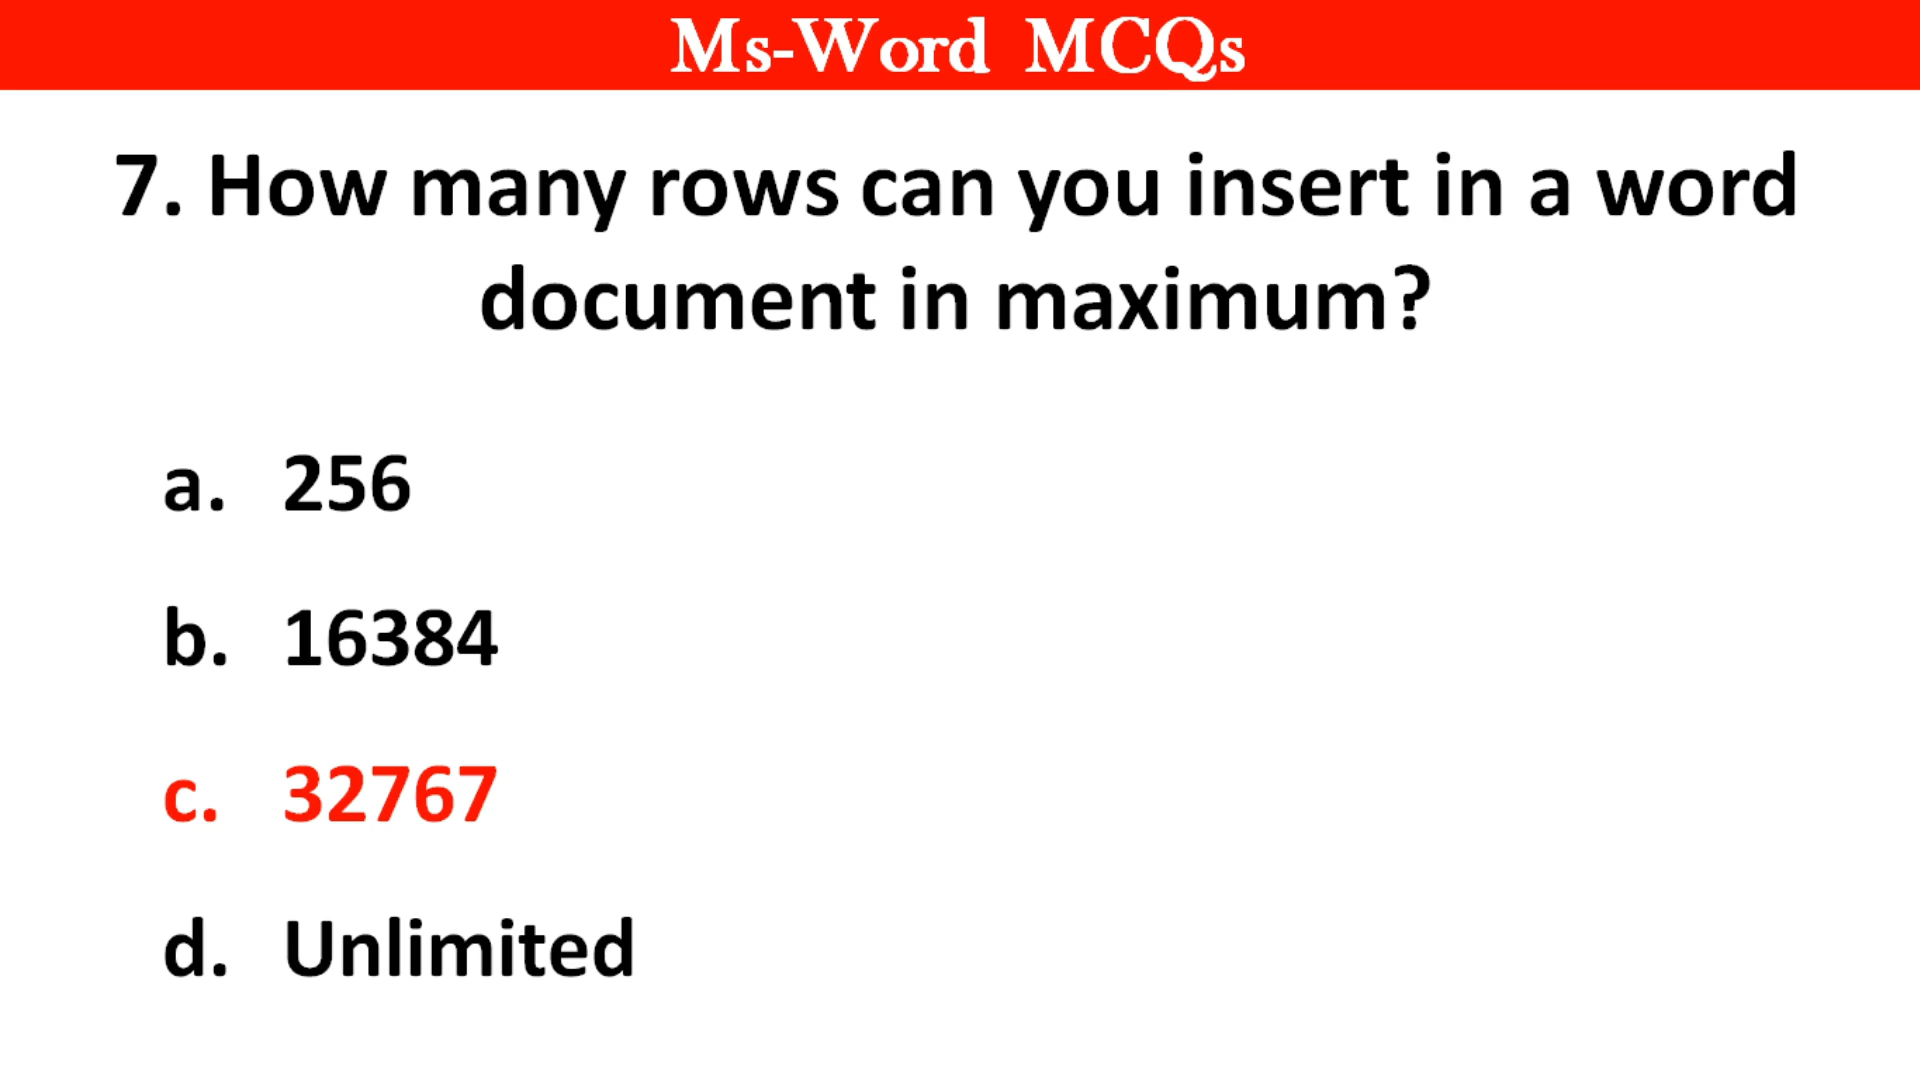 Ms-Word MCQs
7. How many rows can you insert in a word
document in maximum?
a. 256
b. 16384
c. 32767
d. Unlimited